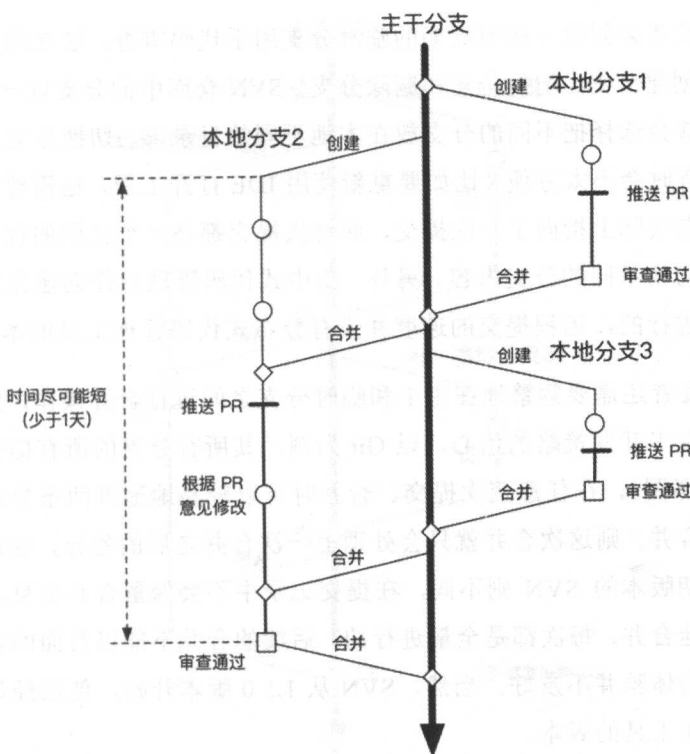 主干分支
创建
本地分支1
本地分支2
创建
推送 PR
合并
审查通过
合并
创建
本地分支3
时间尽可能短
(少于1天)
推送 PR
推送 PR
根据 PR
意见修改
合并
审查通过
合并
审查通过
合并